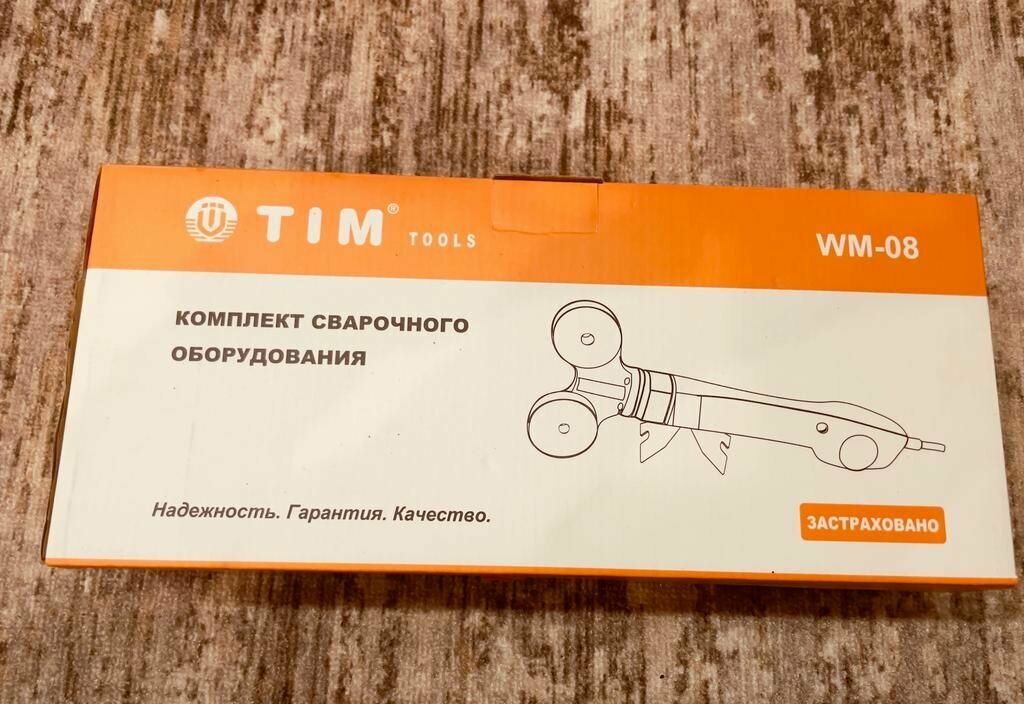 TIM® TOOLS
WM-08
КОМПЛЕКТ СВАРОЧНОГО
ОБОРУДОВАНИЯ
Надежность. Гарантия. Качество.
ЗАСТРАХОВАНО